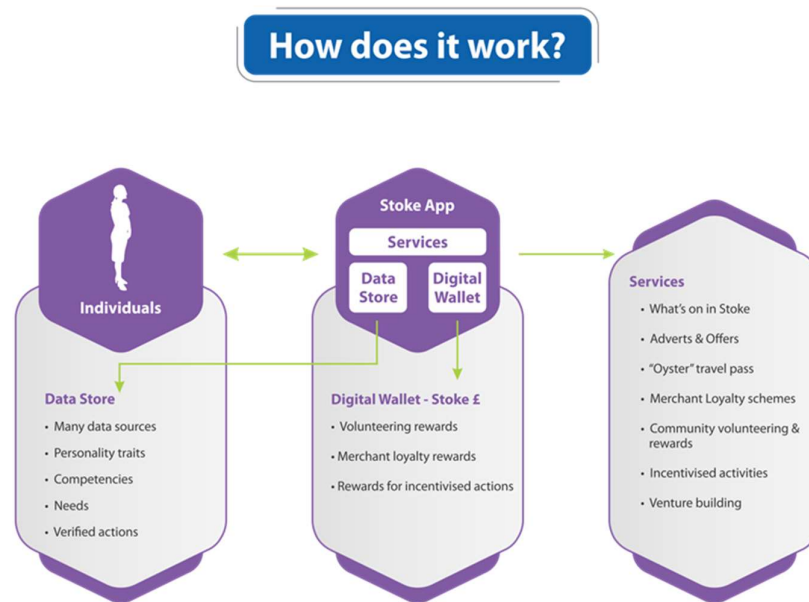 How does it work?
Individuals
Data Store
• Many data sources
• Personality traits
• Competencies
• Needs
• Verified actions
Stoke App
Services
Data
Store
Digital
Wallet
Digital Wallet - Stoke £
• Volunteering rewards
• Merchant loyalty rewards
• Rewards for incentivised actions
Services
• What's on in Stoke
• Adverts & Offers
• "Oyster" travel pass
• Merchant Loyalty schemes
• Community volunteering &
rewards
• Incentivised activities
• Venture building